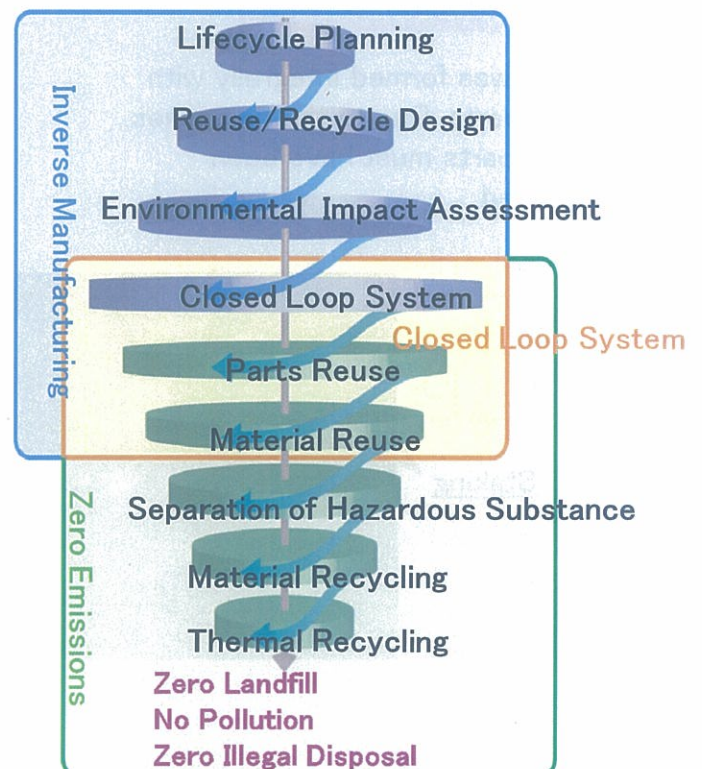 Lifecycle Planning
Reuse/Recycle Design
Environmental Impact Assessment
Inverse Manufacturing
Closed Loop System
Closed Loop System
Parts Reuse
Material Reuse
Separation of Hazardous Substance
Zero Emissions
Material Recycling
Thermal Recycling
Zero Landfill
No Pollution
Zero Illegal Disposal